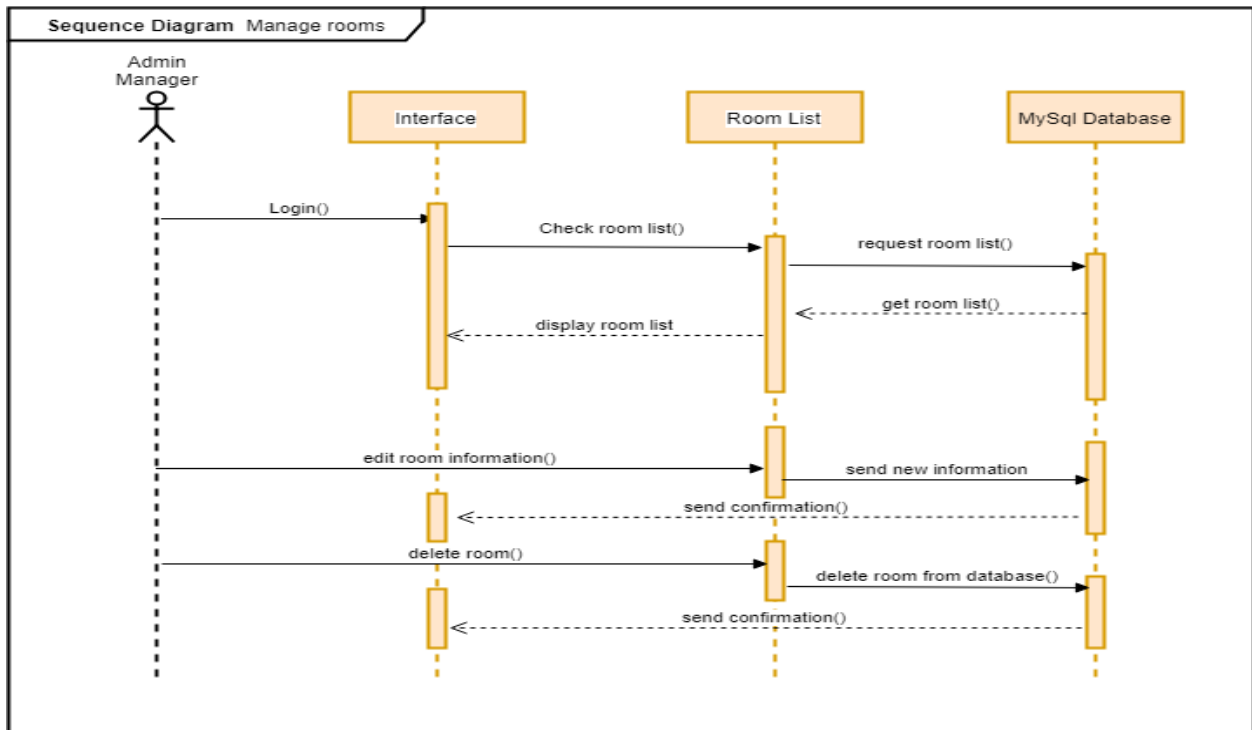 Sequence Diagram Manage rooms
Admin
Manager
Interface
Room List
MySql Database
Login()
Check room list()
request room list()
get room list()
display room list
edit room information()
send new information
send confirmation()
delete room()
delete room from database()
send confirmation()